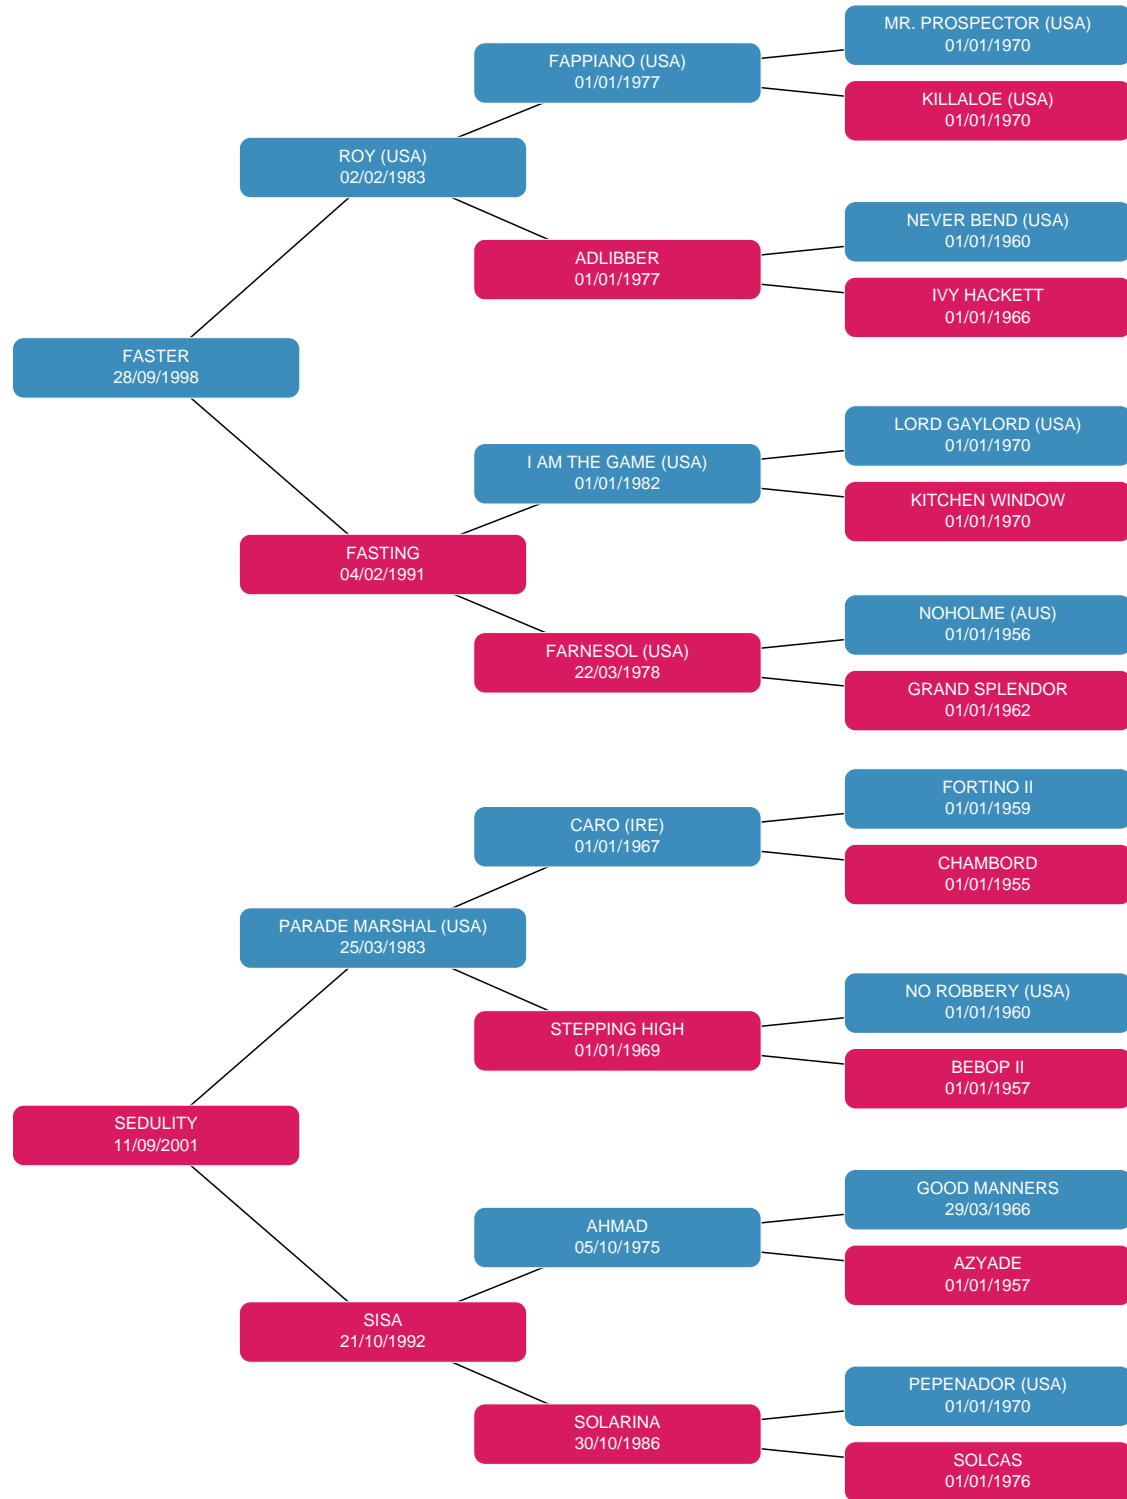 MR. PROSPECTOR (USA)
01/01/1970
FAPPIANO (USA)
01/01/1977
KILLALOE (USA)
01/01/1970
ROY (USA)
02/02/1983
NEVER BEND (USA)
01/01/1960
ADLIBBER
01/01/1977
IVY HACKETT
01/01/1966
FASTER
28/09/1998
LORD GAYLORD (USA)
01/01/1970
I AM THE GAME (USA)
01/01/1982
KITCHEN WINDOW
01/01/1970
FASTING
04/02/1991
NOHOLME (AUS)
01/01/1956
FARNESOL (USA)
22/03/1978
GRAND SPLENDOR
01/01/1962
FORTINO II
01/01/1959
CARO (IRE)
01/01/1967
CHAMBORD
01/01/1955
PARADE MARSHAL (USA)
25/03/1983
NO ROBBERY (USA)
01/01/1960
STEPPING HIGH
01/01/1969
BEBOP II
01/01/1957
SEDULITY
11/09/2001
GOOD MANNERS
29/03/1966
AHMAD
05/10/1975
AZYADE
01/01/1957
SISA
21/10/1992
PEPENADOR (USA)
01/01/1970
SOLARINA
30/10/1986
SOLCAS
01/01/1976